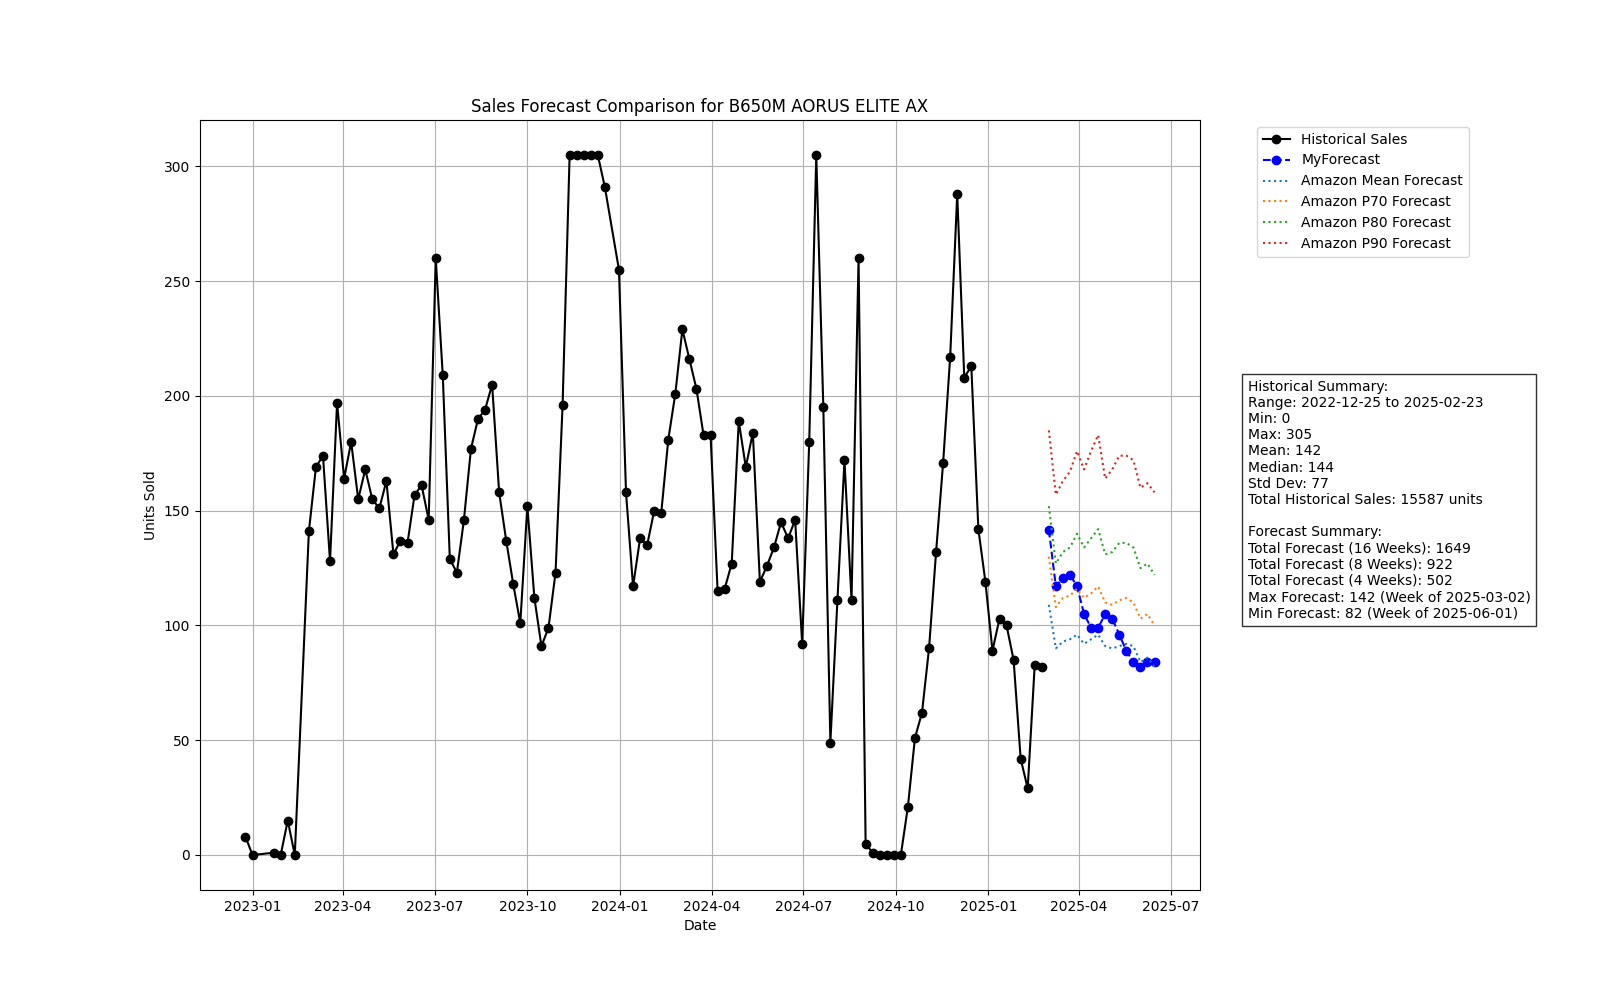 Sales Forecast Comparison for B650M AORUS ELITE AX
Units Sold
300
250
200
150
100
50
0
2023-01 2023-04 2023-07 2023-10 2024-01 2024-04 2024-07 2024-10 2025-01 2025-04 2025-07
Date
Historical Sales
MyForecast
Amazon Mean Forecast
Amazon P70 Forecast
Amazon P80 Forecast
Amazon P90 Forecast
Historical Summary:
Range: 2022-12-25 to 2025-02-23
Min: 0
Max: 305
Mean: 142
Median: 144
Std Dev: 77
Total Historical Sales: 15587 units
Forecast Summary:
Total Forecast (16 Weeks): 1649
Total Forecast (8 Weeks): 922
Total Forecast (4 Weeks): 502
Max Forecast: 142 (Week of 2025-03-02)
Min Forecast: 82 (Week of 2025-06-01)